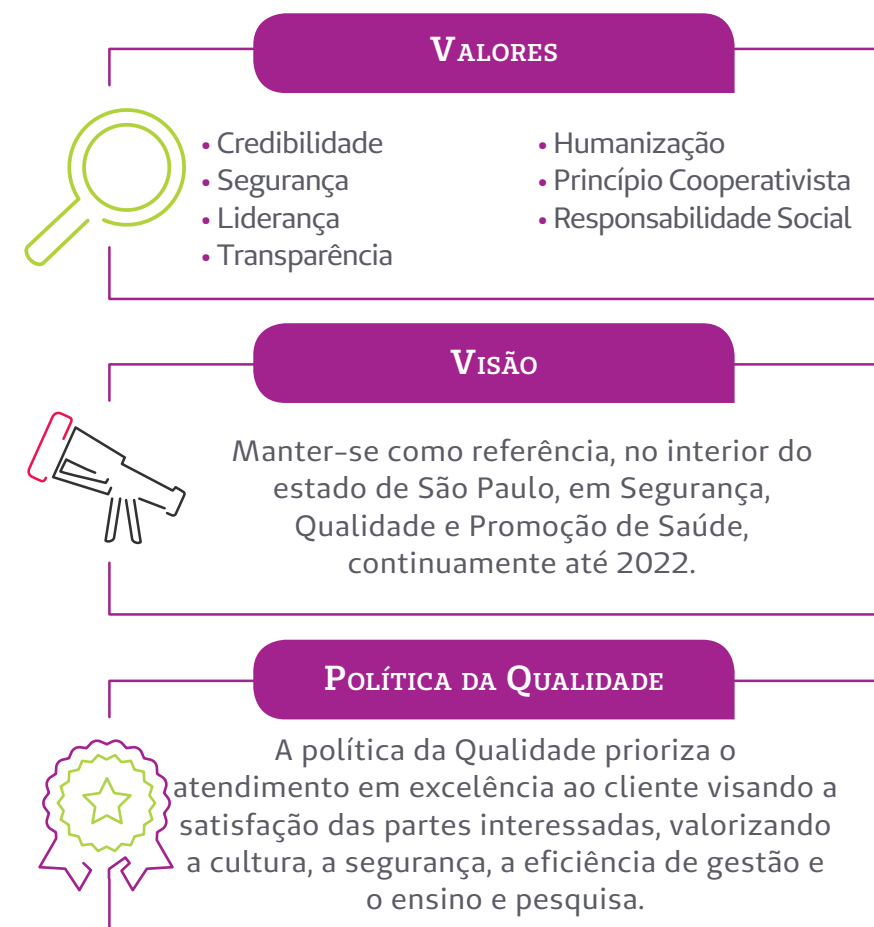 Valores
• Credibilidade
• Segurança
• Liderança
• Transparência
• Humanização
• Princípio Cooperativista
• Responsabilidade Social
Visão
Manter-se como referência, no interior do
estado de São Paulo, em Segurança,
Qualidade e Promoção de Saúde,
continuamente até 2022.
Política da Qualidade
A política da Qualidade prioriza o
atendimento em excelência ao cliente visando a
satisfação das partes interessadas, valorizando
a cultura, a segurança, a eficiência de gestão e
o ensino e pesquisa.